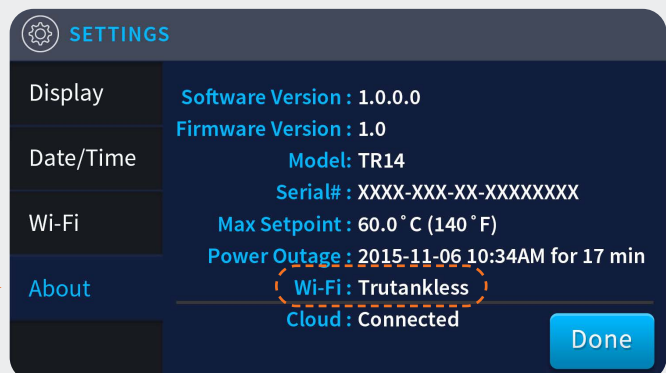 SETTINGS
Display
Date/Time
Wi-Fi
About
Software Version : 1.0.0.0
Firmware Version : 1.0
Model: TR14
Serial# : XXXX-XXX-XX-XXXXXXXX
Max Setpoint : 60.0˚C (140˚F)
Power Outage : 2015-11-06 10:34AM for 17 min
Wi-Fi : Trutankless
Cloud : Connected
Done